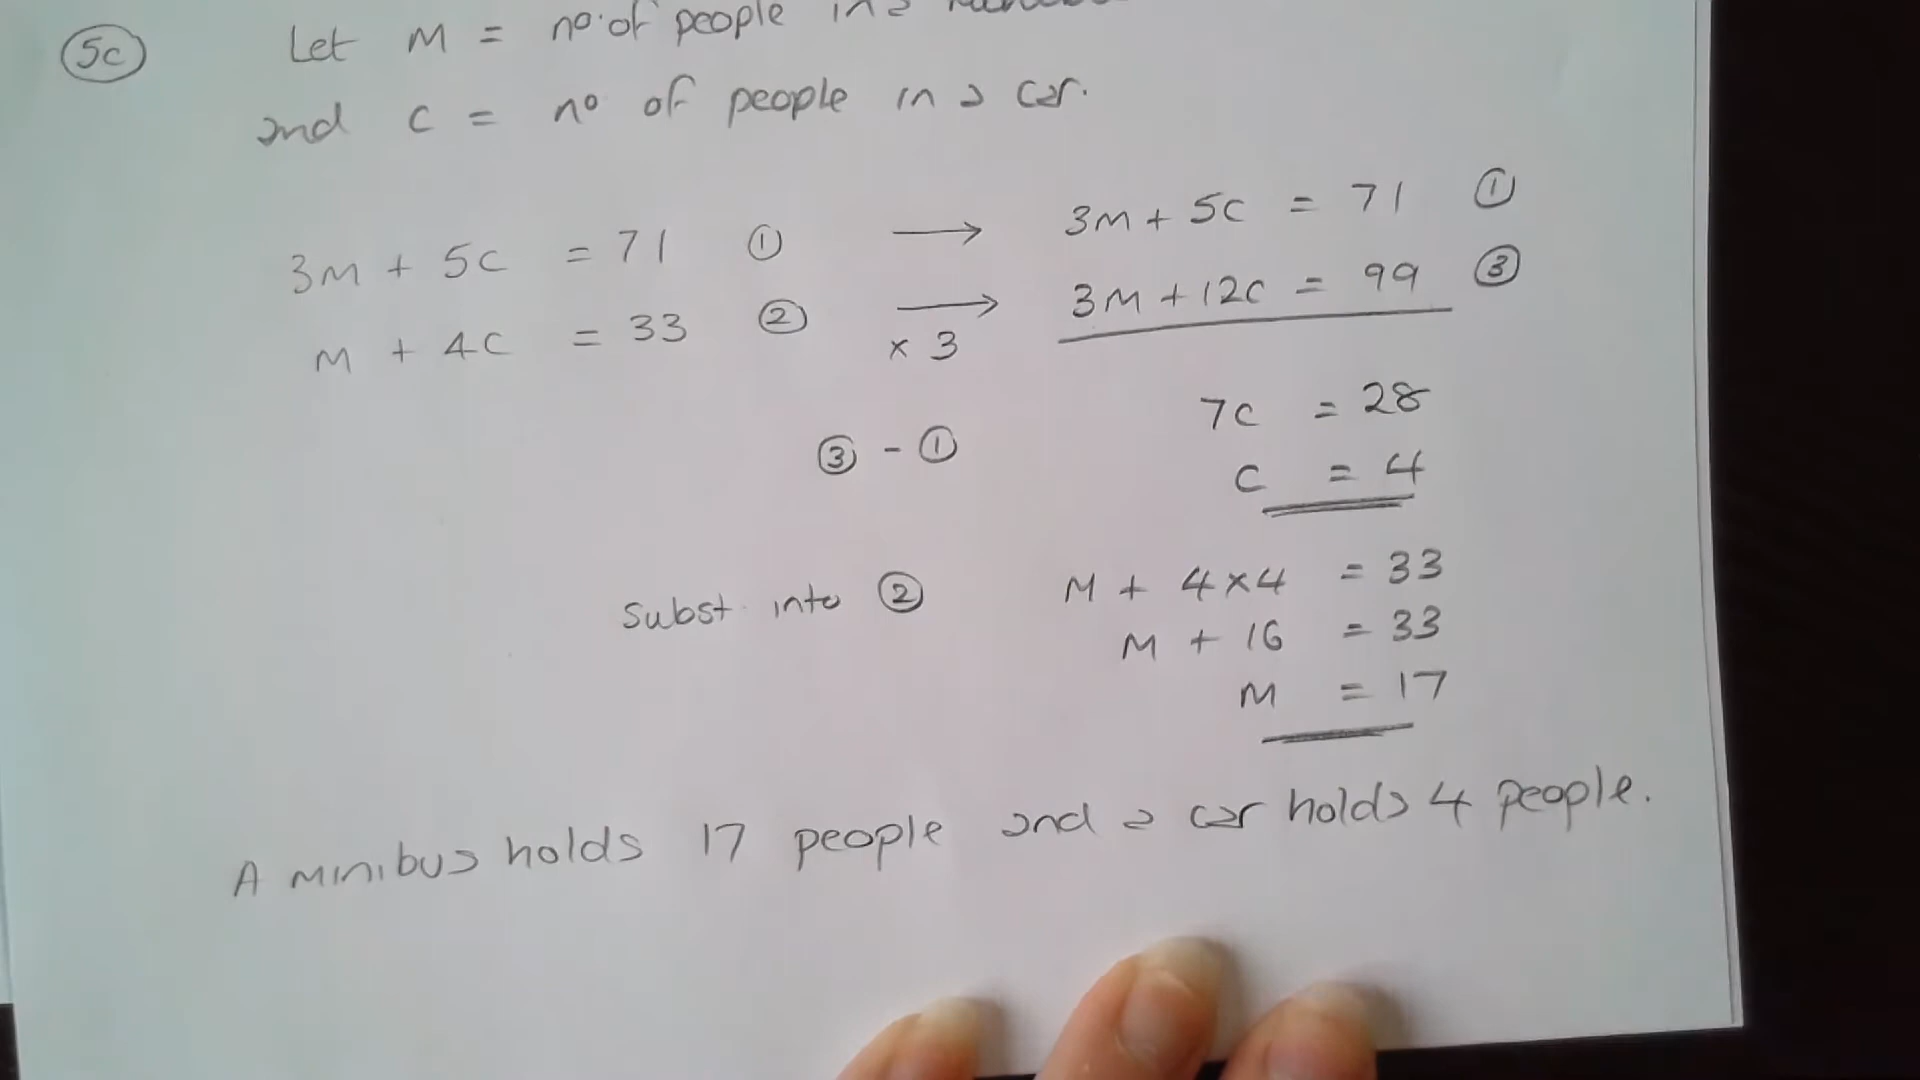 5c Let M = no. of people in a
and C = no of people in a car.
3M + 5C = 71 ① → 3M + 5C = 71 ①
M + 4C = 33 ② → × 3 3M + 12C = 99 ③
7C = 28
③ - ①
C = 4
Subst. into ② M + 4×4 = 33
M + 16 = 33
M = 17
A minibus holds 17 people and a car holds 4 people.